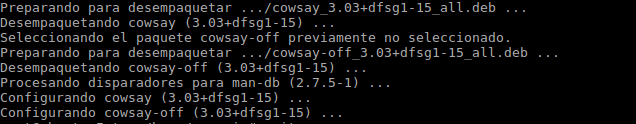 Preparando para desempaquetar .../cowsay_3.03+dfsg1-15_all.deb ...
Desempaquetando cowsay (3.03+dfsg1-15) ...
Seleccionando el paquete cowsay-off previamente no seleccionado.
Preparando para desempaquetar .../cowsay-off_3.03+dfsg1-15_all.deb ...
Desempaquetando cowsay-off (3.03+dfsg1-15) ...
Procesando disparadores para man-db (2.7.5-1) ...
Configurando cowsay (3.03+dfsg1-15) ...
Configurando cowsay-off (3.03+dfsg1-15) ...